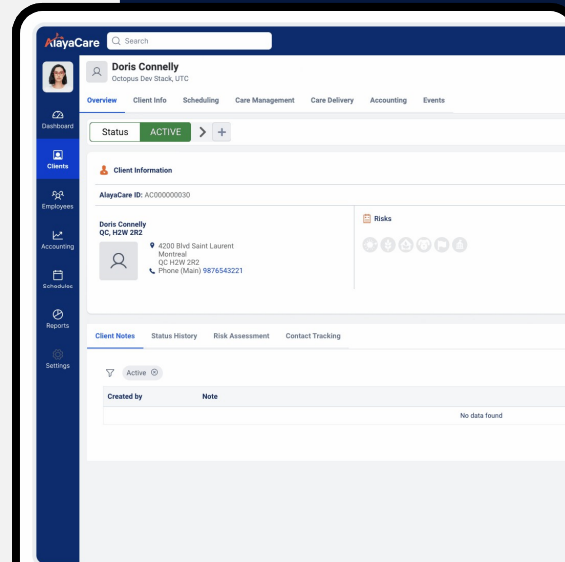 AlayaCare
Search
Doris Connelly
Octopus Dev Stack, UTC
Overview Client Info Scheduling Care Management Care Delivery Accounting Events
Dashboard
Status ACTIVE
Clients
Client Information
AlayaCare ID: AC000000030
Employees
Doris Connelly
QC, H2W 2R2
Risks
4200 Blvd Saint Laurent
Montreal
QC H2W 2R2
Phone (Main) 9876543221
Accounting
Schedules
Reports
Client Notes Status History Risk Assessment Contact Tracking
Settings
Active
Created by Note
No data found